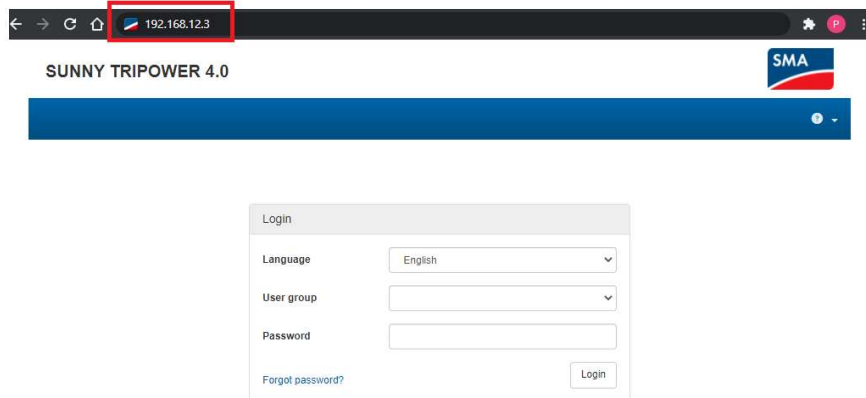 192.168.12.3
P
SUNNY TRIPOWER 4.0
SMA
Login
Language English
User group
Password
Forgot password? Login